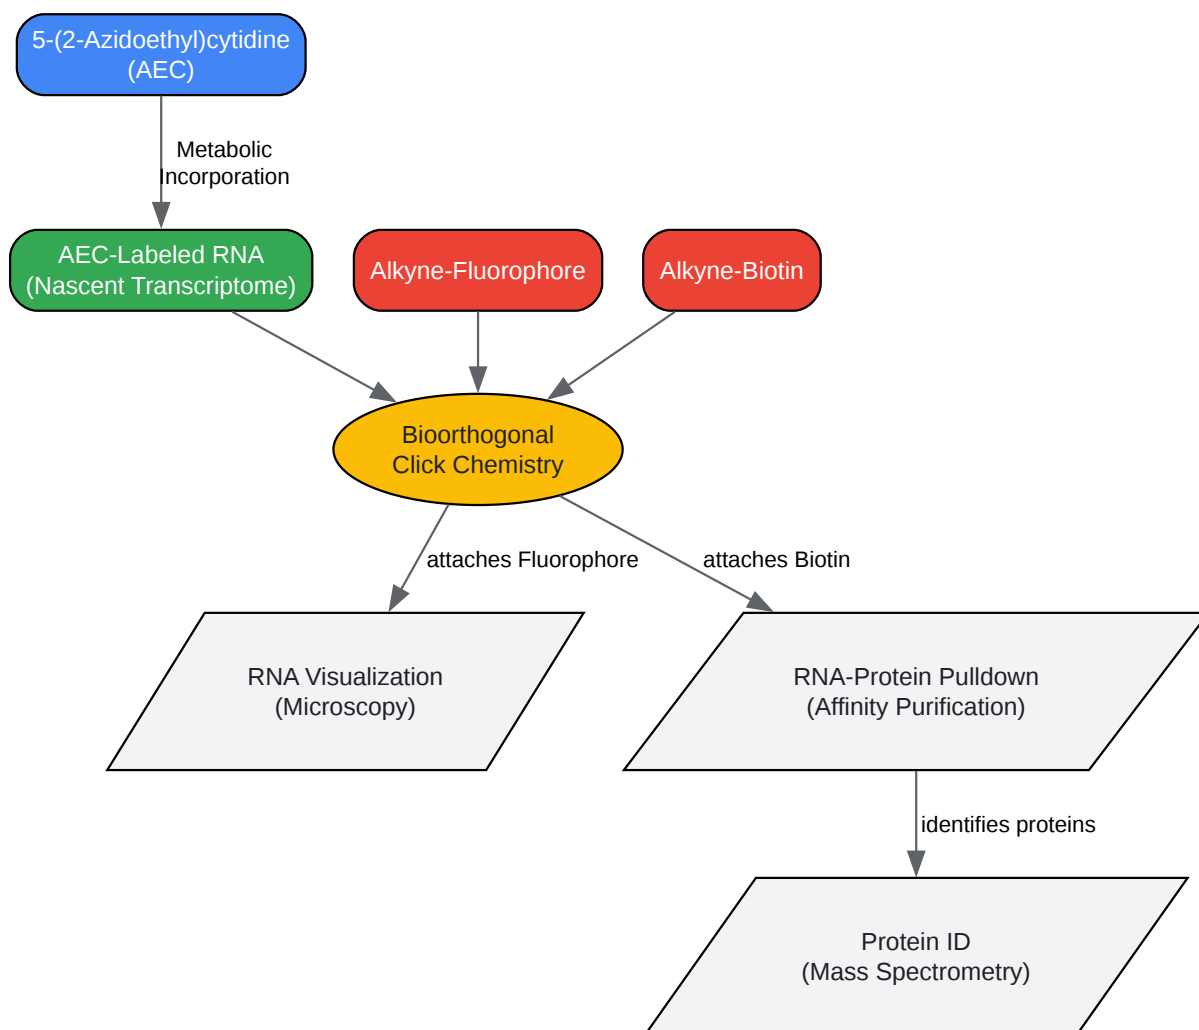 5-(2-Azidoethyl)cytidine
(AEC)
Metabolic
Incorporation
AEC-Labeled RNA
(Nascent Transcriptome)
Alkyne-Fluorophore
Alkyne-Biotin
Bioorthogonal
Click Chemistry
attaches Fluorophore
attaches Biotin
RNA Visualization
(Microscopy)
RNA-Protein Pulldown
(Affinity Purification)
identifies proteins
Protein ID
(Mass Spectrometry)